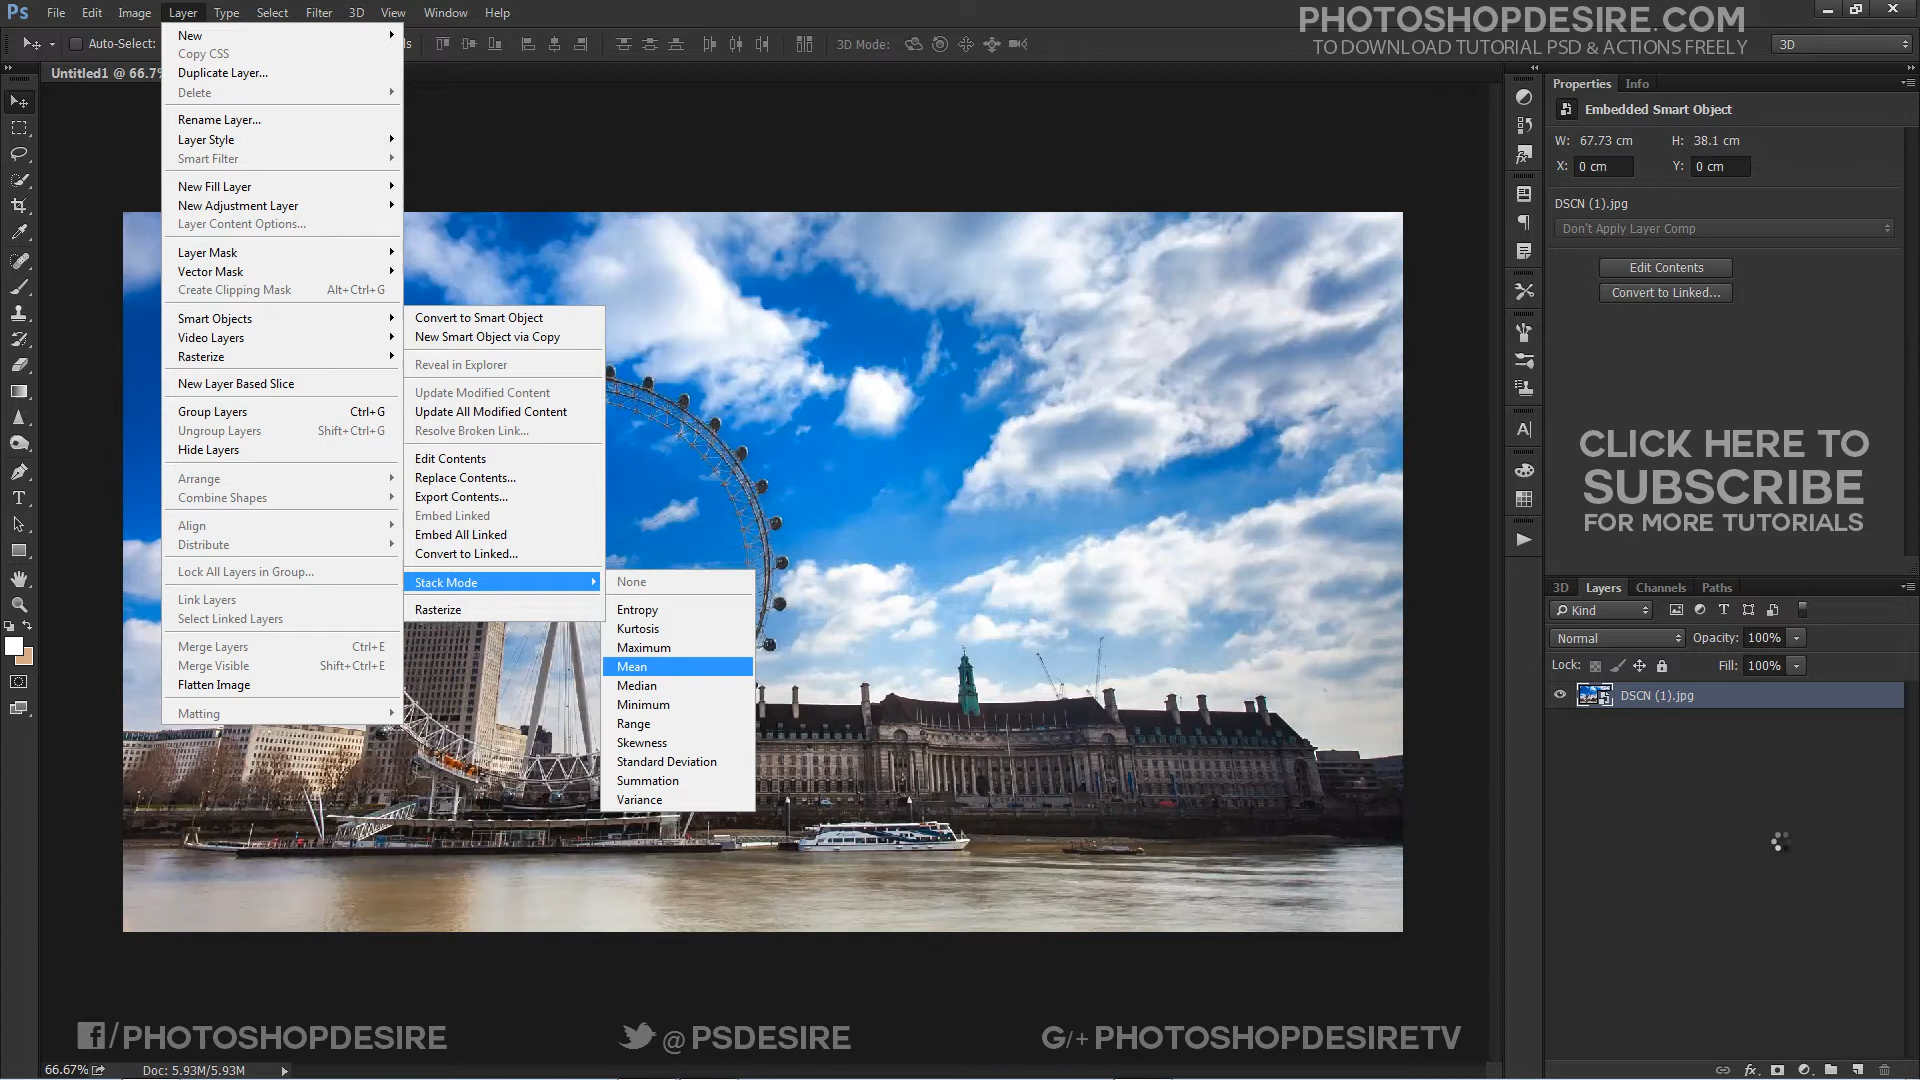 Ps File Edit Image Layer Type Select Filter 3D View Window Help
PHOTOSHOPDESIRE.COM
TO DOWNLOAD TUTORIAL PSD & ACTIONS FREELY
Auto-Select:
3D Mode:
3D
Untitled1 @ 66.7%
New
Copy CSS
Duplicate Layer...
Delete
Rename Layer...
Layer Style
Smart Filter
New Fill Layer
New Adjustment Layer
Layer Content Options...
Layer Mask
Vector Mask
Create Clipping Mask Alt+Ctrl+G
Smart Objects
Video Layers
Rasterize
New Layer Based Slice
Group Layers Ctrl+G
Ungroup Layers Shift+Ctrl+G
Hide Layers
Arrange
Combine Shapes
Align
Distribute
Lock All Layers in Group...
Link Layers
Select Linked Layers
Merge Layers Ctrl+E
Merge Visible Shift+Ctrl+E
Flatten Image
Matting
Convert to Smart Object
New Smart Object via Copy
Reveal in Explorer
Update Modified Content
Update All Modified Content
Resolve Broken Link...
Edit Contents
Replace Contents...
Export Contents...
Embed Linked
Embed All Linked
Convert to Linked...
Stack Mode
Rasterize
None
Entropy
Kurtosis
Maximum
Mean
Median
Minimum
Range
Skewness
Standard Deviation
Summation
Variance
Properties Info
Embedded Smart Object
W: 67.73 cm H: 38.1 cm
X: 0 cm Y: 0 cm
DSCN (1).jpg
Don't Apply Layer Comp
Edit Contents
Convert to Linked...
CLICK HERE TO
SUBSCRIBE
FOR MORE TUTORIALS
3D Layers Channels Paths
Kind
Normal Opacity: 100%
Lock: Fill: 100%
DSCN (1).jpg
f/PHOTOSHOPDESIRE
@PSDESIRE
G/+ PHOTOSHOPDESIRETV
66.67% Doc: 5.93M/5.93M